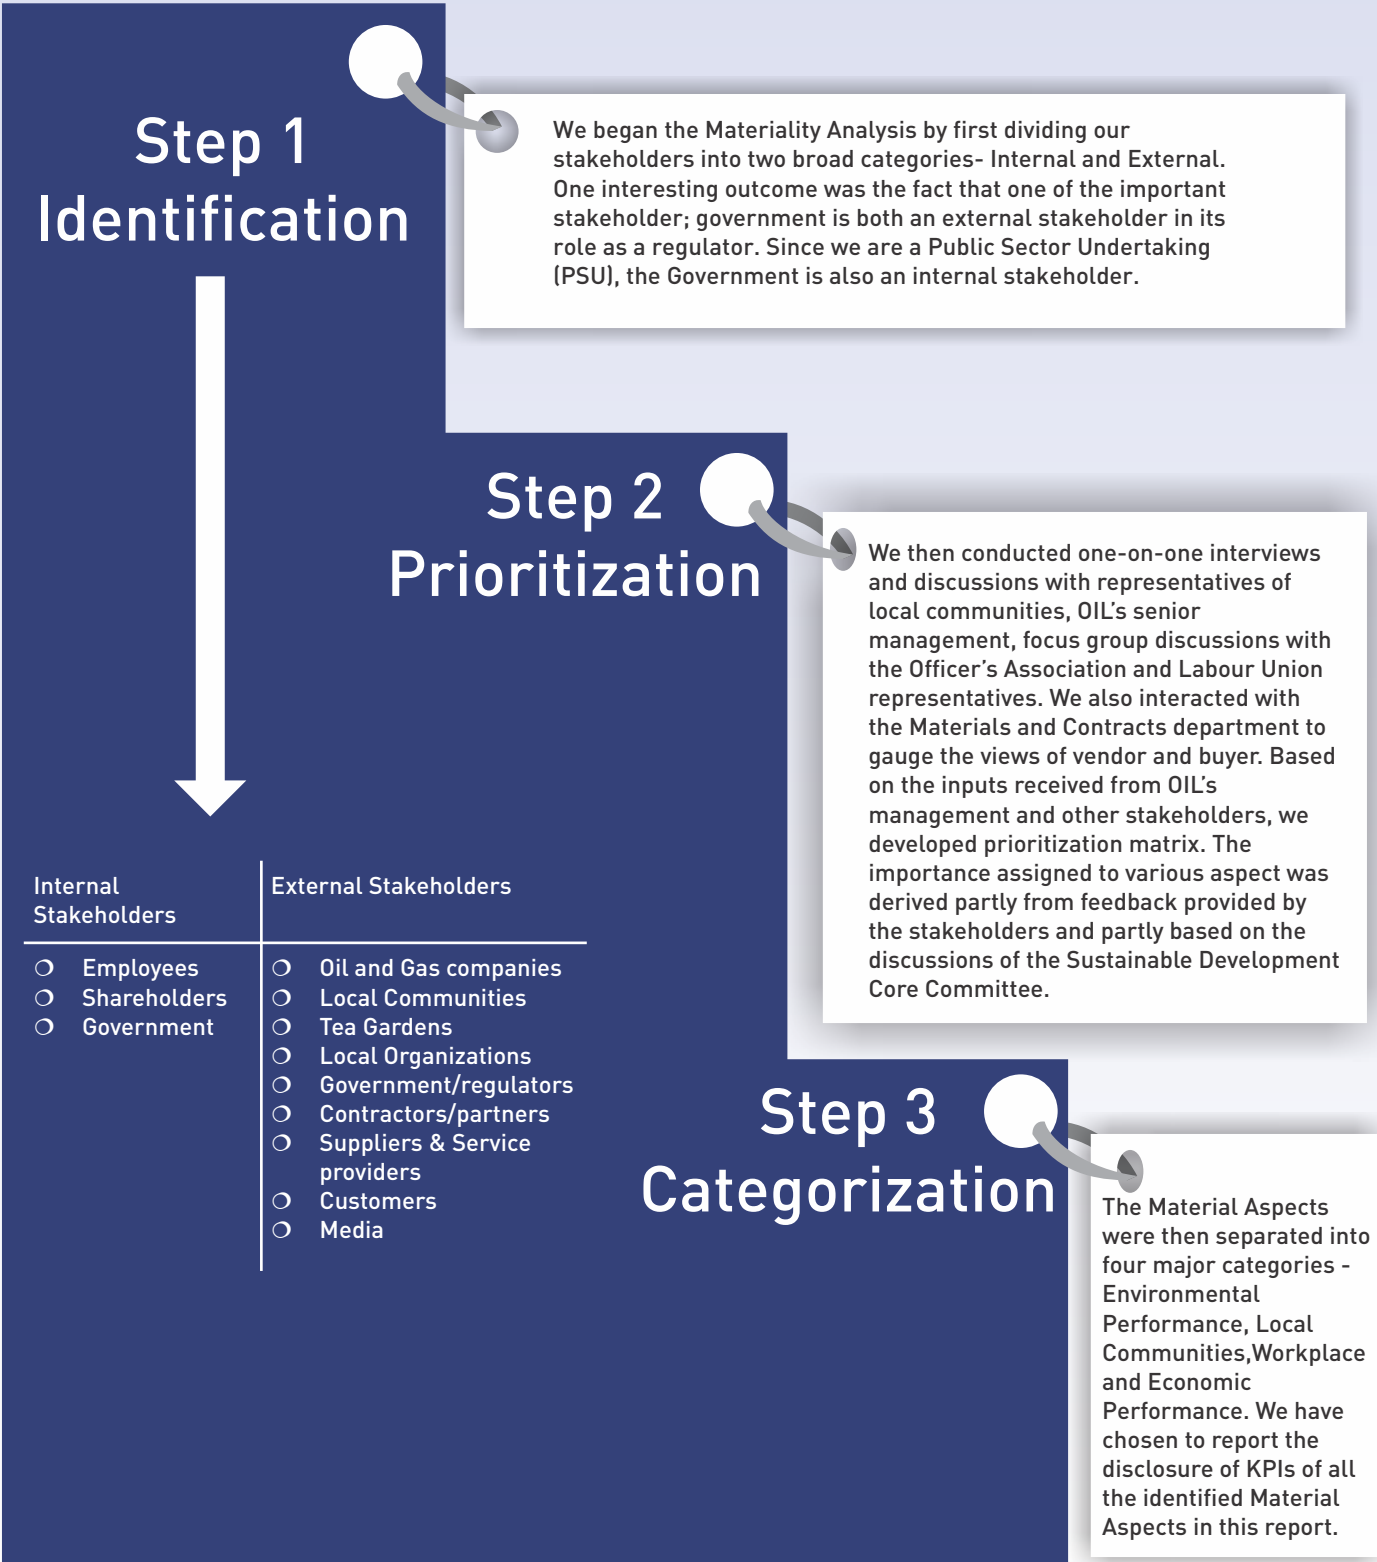 Step 1
Identification
We began the Materiality Analysis by first dividing our
stakeholders into two broad categories- Internal and External.
One interesting outcome was the fact that one of the important
stakeholder; government is both an external stakeholder in its
role as a regulator. Since we are a Public Sector Undertaking
(PSU), the Government is also an internal stakeholder.
Internal
Stakeholders
Employees
Shareholders
Government
External Stakeholders
Oil and Gas companies
Local Communities
Tea Gardens
Local Organizations
Government/regulators
Contractors/partners
Suppliers & Service
providers
Customers
Media
Step 2
Prioritization
We then conducted one-on-one interviews
and discussions with representatives of
local communities, OIL's senior
management, focus group discussions with
the Officer's Association and Labour Union
representatives. We also interacted with
the Materials and Contracts department to
gauge the views of vendor and buyer. Based
on the inputs received from OIL's
management and other stakeholders, we
developed prioritization matrix. The
importance assigned to various aspect was
derived partly from feedback provided by
the stakeholders and partly based on the
discussions of the Sustainable Development
Core Committee.
Step 3
Categorization
The Material Aspects
were then separated into
four major categories -
Environmental
Performance, Local
Communities,Workplace
and Economic
Performance. We have
chosen to report the
disclosure of KPIs of all
the identified Material
Aspects in this report.